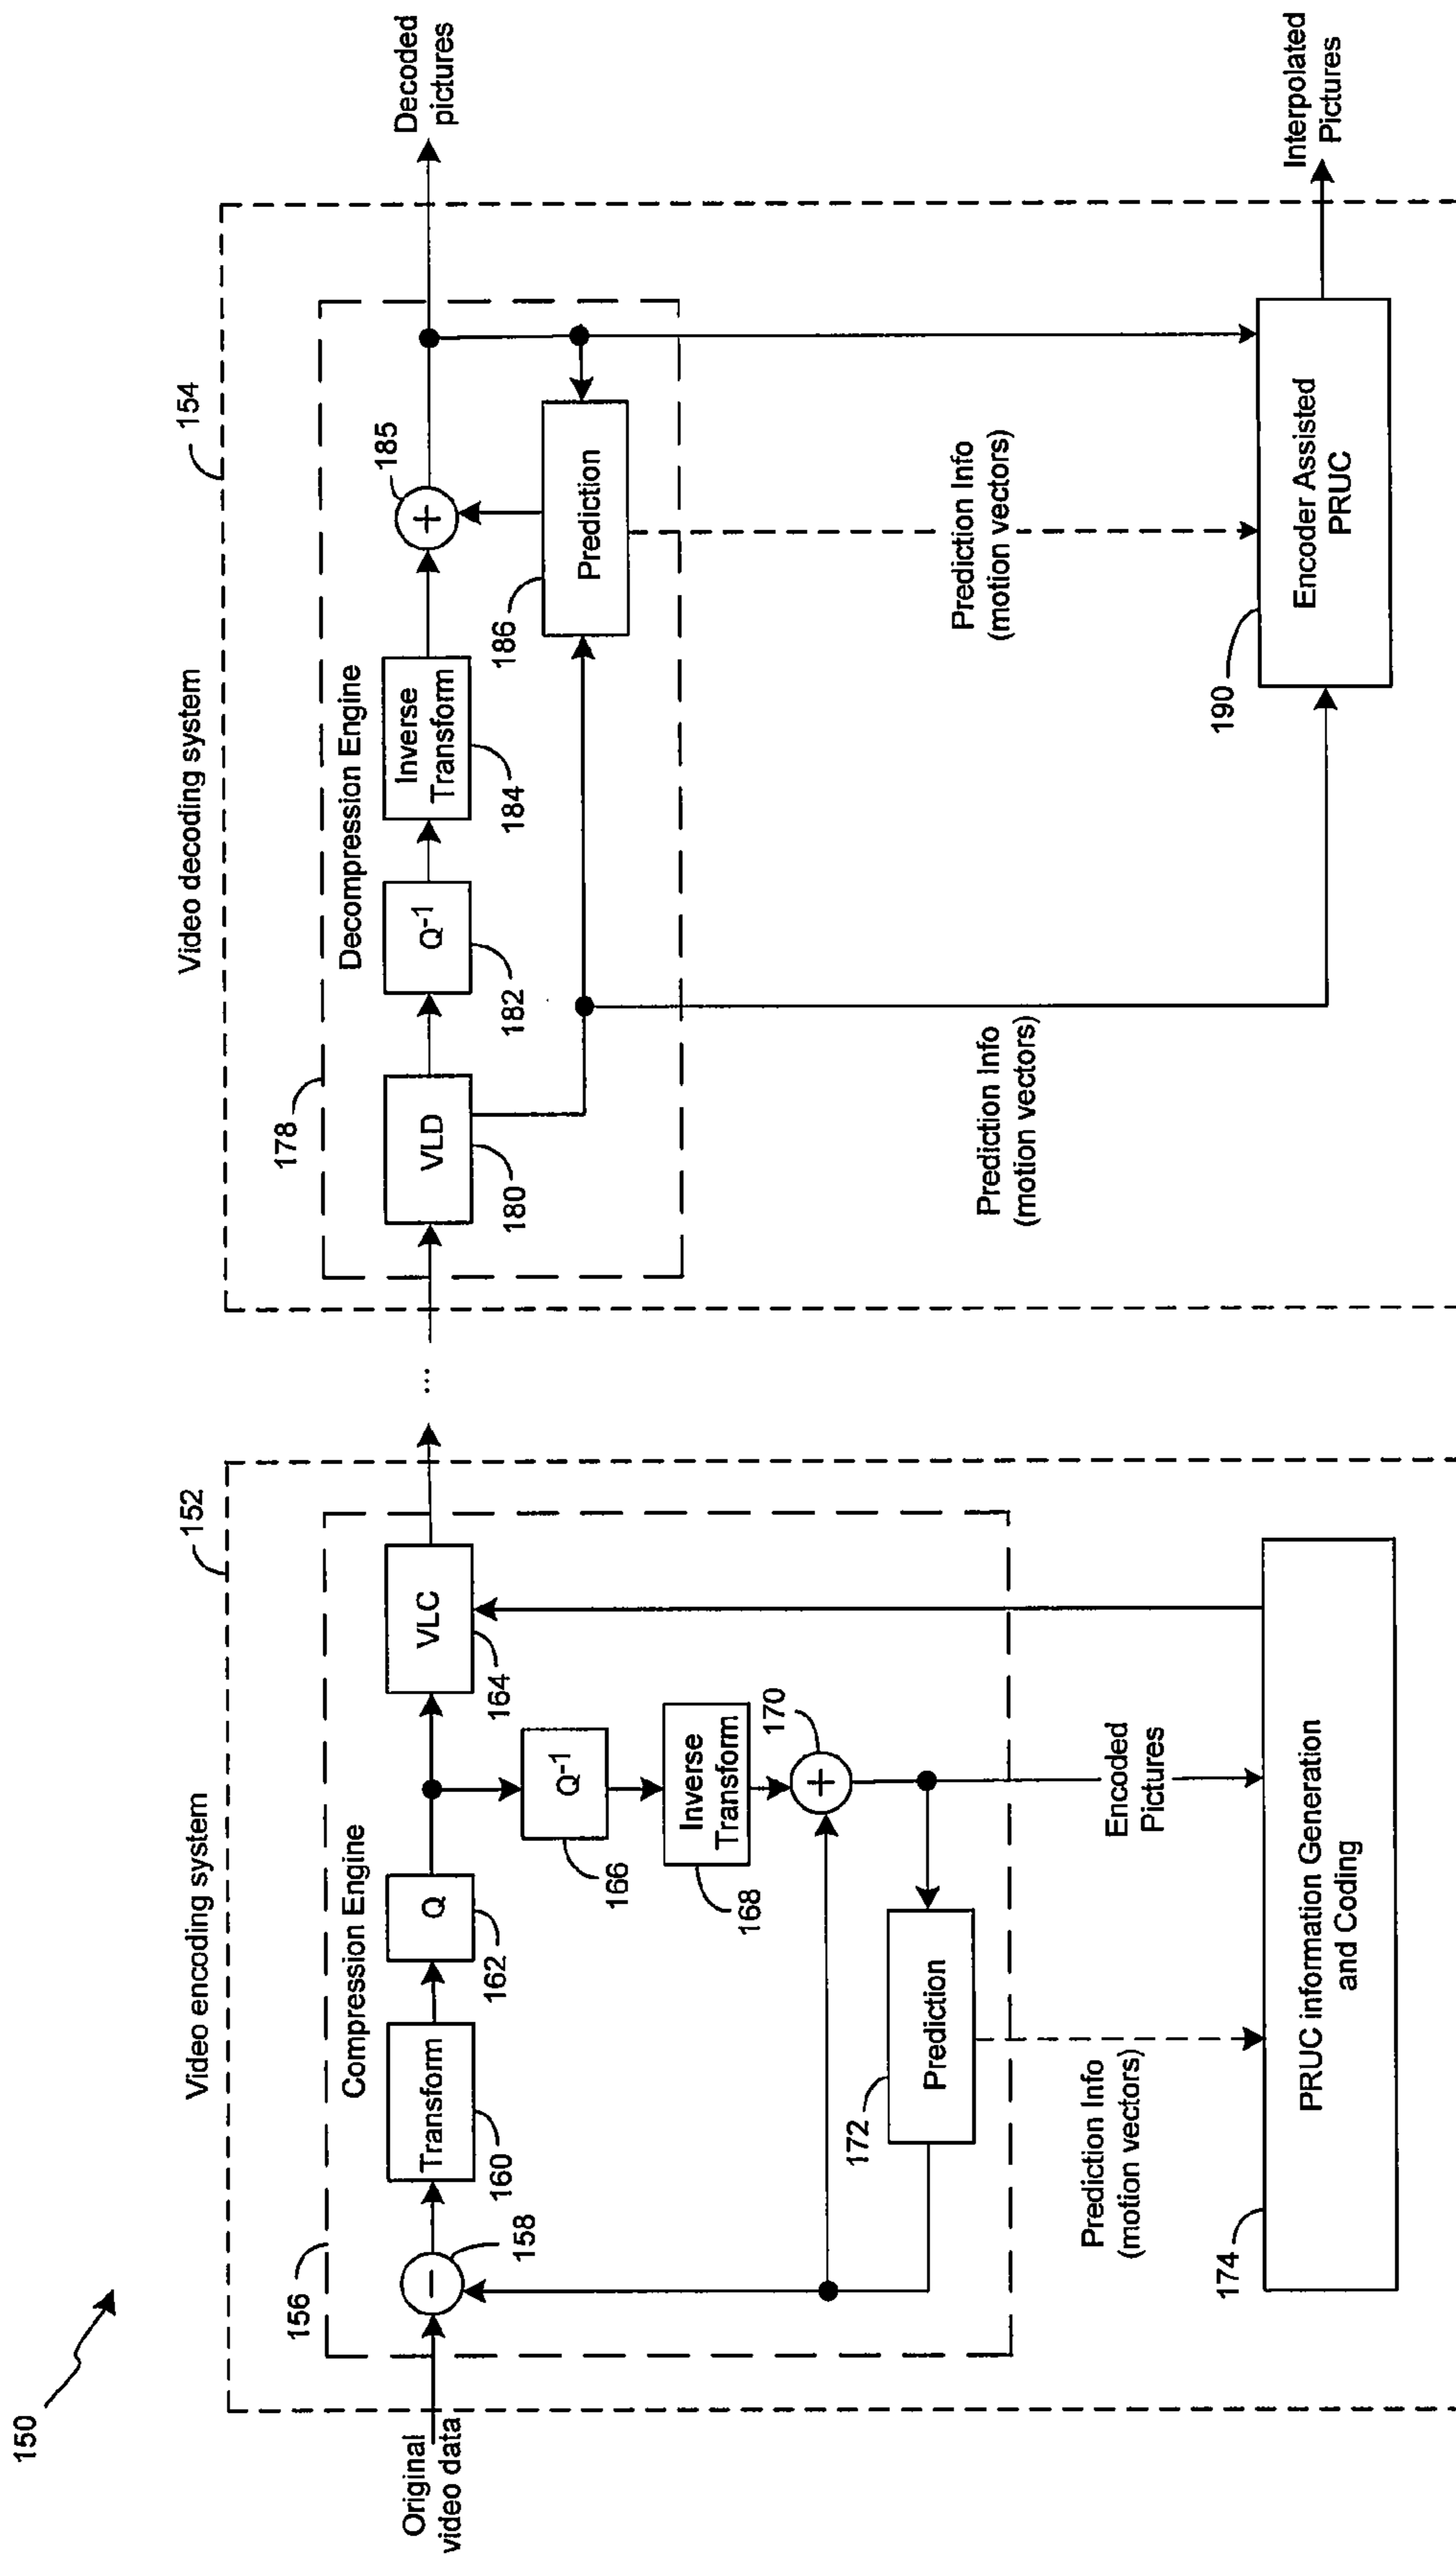 150
Video encoding system
152
156
Compression Engine
Original
video data
−
158
Transform
160
Q
162
VLC
164
Q-1
166
Inverse
Transform
168
+
170
Prediction
172
Prediction Info
(motion vectors)
Encoded
Pictures
174
PRUC information Generation
and Coding
...
Video decoding system
154
178
Decompression Engine
VLD
180
Q-1
182
Inverse
Transform
184
+
185
Prediction
186
Decoded
pictures
Prediction Info
(motion vectors)
Prediction Info
(motion vectors)
190
Encoder Assisted
PRUC
Interpolated
Pictures